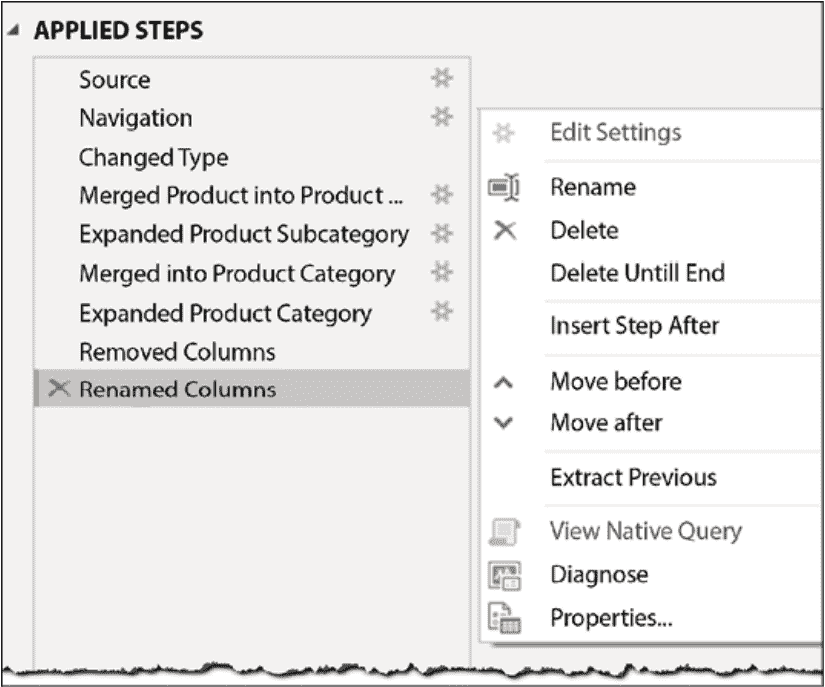 APPLIED STEPS
Source
Navigation
Changed Type
Merged Product into Product ...
Expanded Product Subcategory
Merged into Product Category
Expanded Product Category
Removed Columns
Renamed Columns
Edit Settings
Rename
Delete
Delete Untill End
Insert Step After
Move before
Move after
Extract Previous
View Native Query
Diagnose
Properties...